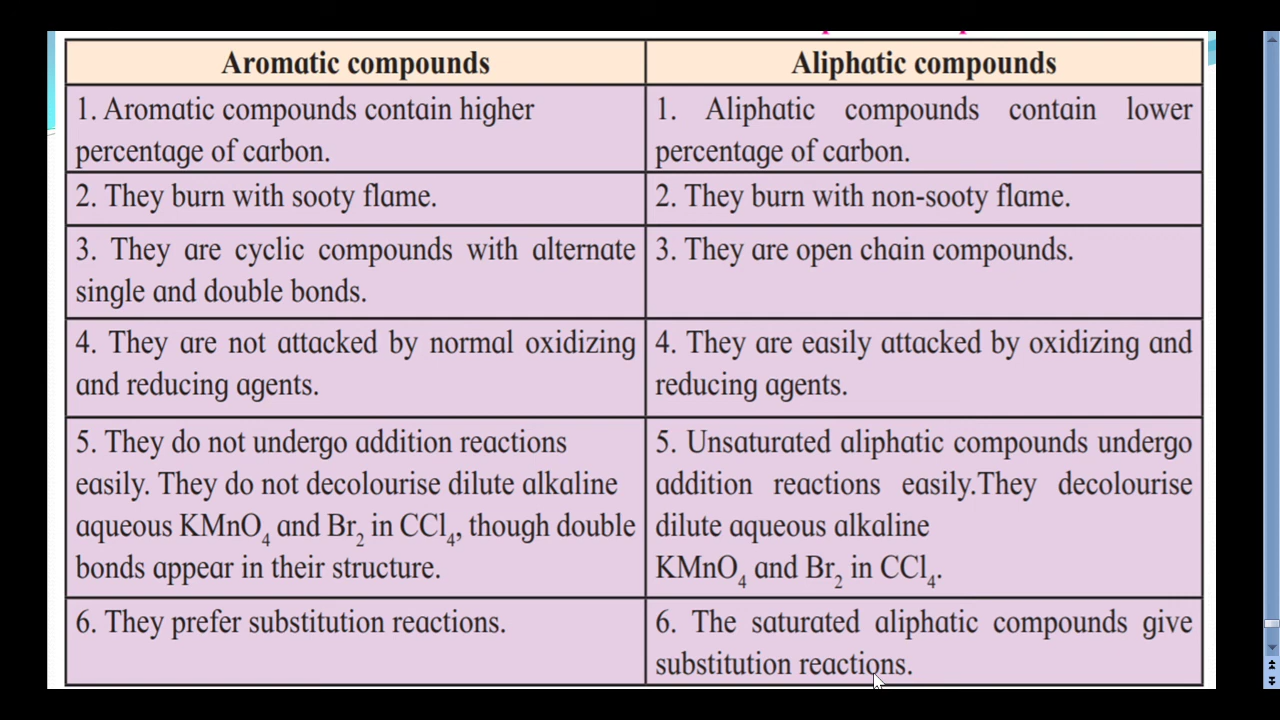 Aromatic compounds
Aliphatic compounds
1. Aromatic compounds contain higher
percentage of carbon.
1. Aliphatic compounds contain lower
percentage of carbon.
2. They burn with sooty flame.
2. They burn with non-sooty flame.
3. They are cyclic compounds with alternate
single and double bonds.
3. They are open chain compounds.
4. They are not attacked by normal oxidizing
and reducing agents.
4. They are easily attacked by oxidizing and
reducing agents.
5. They do not undergo addition reactions
easily. They do not decolourise dilute alkaline
aqueous KMnO₄ and Br₂ in CCl₄, though double
bonds appear in their structure.
5. Unsaturated aliphatic compounds undergo
addition reactions easily.They decolourise
dilute aqueous alkaline
KMnO₄ and Br₂ in CCl₄.
6. They prefer substitution reactions.
6. The saturated aliphatic compounds give
substitution reactions.